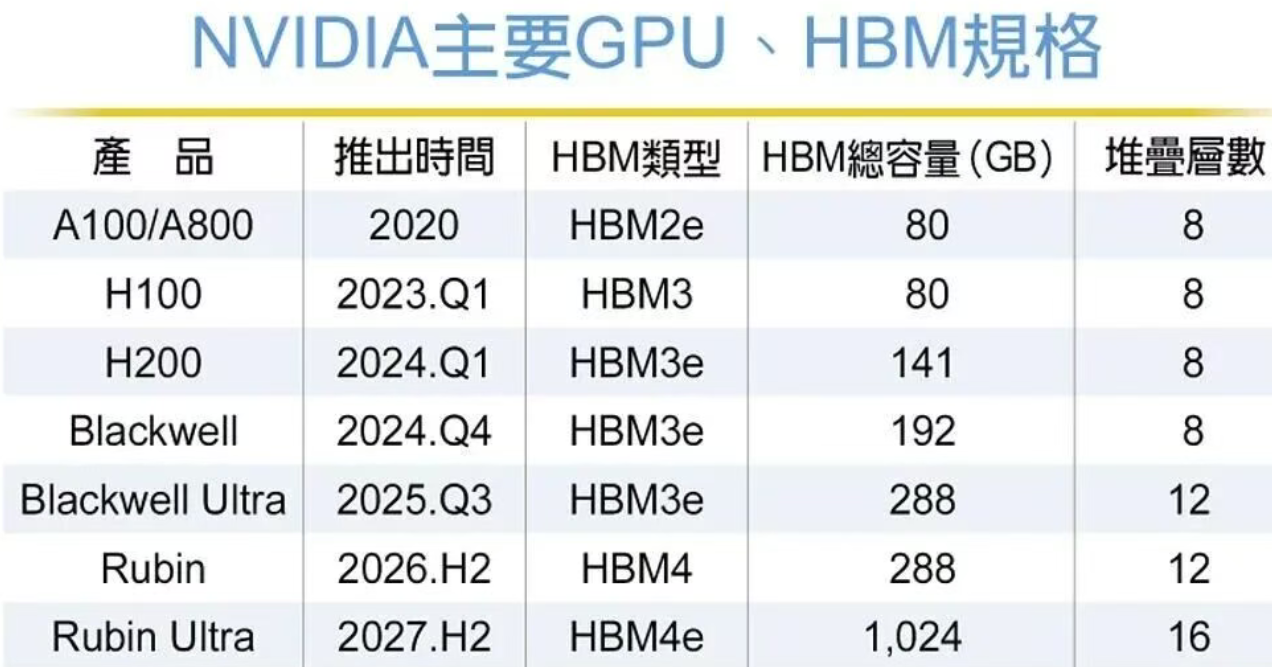 NVIDIA主要GPU、HBM規格
產 品 推出時間 HBM類型 HBM總容量(GB) 堆疊層數
A100/A800 2020 HBM2e 80 8
H100 2023.Q1 HBM3 80 8
H200 2024.Q1 HBM3e 141 8
Blackwell 2024.Q4 HBM3e 192 8
Blackwell Ultra 2025.Q3 HBM3e 288 12
Rubin 2026.H2 HBM4 288 12
Rubin Ultra 2027.H2 HBM4e 1,024 16